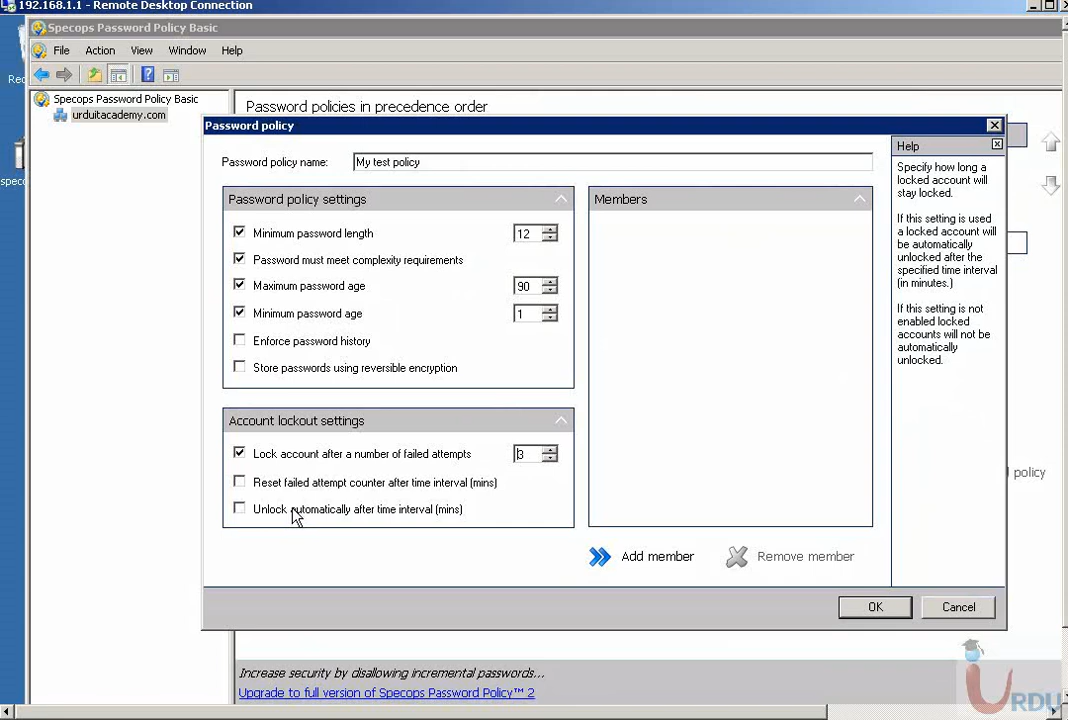 192.168.1.1 - Remote Desktop Connection
Specops Password Policy Basic
File Action View Window Help
Specops Password Policy Basic
urduitacademy.com
Password policies in precedence order
Password policy
Password policy name: My test policy
Password policy settings
Minimum password length 12
Password must meet complexity requirements
Maximum password age 90
Minimum password age 1
Enforce password history
Store passwords using reversible encryption
Account lockout settings
Lock account after a number of failed attempts 3
Reset failed attempt counter after time interval (mins)
Unlock automatically after time interval (mins)
Members
Add member Remove member
OK Cancel
Help
Specify how long a
locked account will
stay locked.
If this setting is used
a locked account will
be automatically
unlocked after the
specified time interval
(in minutes.)
If this setting is not
enabled locked
accounts will not be
automatically
unlocked.
policy
Increase security by disallowing incremental passwords...
Upgrade to full version of Specops Password Policy™ 2
Rec
spec
URDU